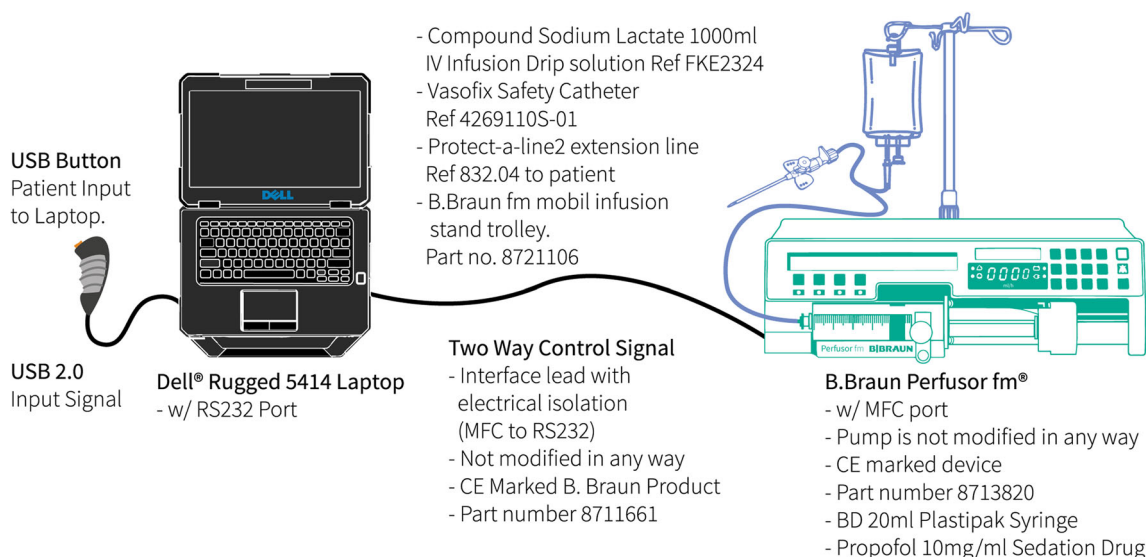 - Compound Sodium Lactate 1000ml
IV Infusion Drip solution Ref FKE2324
- Vasofix Safety Catheter
Ref 4269110S-01
- Protect-a-line2 extension line
Ref 832.04 to patient
- B.Braun fm mobil infusion
stand trolley.
Part no. 8721106
USB Button
Patient Input
to Laptop.
DELL
USB 2.0
Input Signal
Dell® Rugged 5414 Laptop
- w/ RS232 Port
Two Way Control Signal
- Interface lead with
electrical isolation
(MFC to RS232)
- Not modified in any way
- CE Marked B. Braun Product
- Part number 8711661
Perfusor fm B|BRAUN
B.Braun Perfusor fm®
- w/ MFC port
- Pump is not modified in any way
- CE marked device
- Part number 8713820
- BD 20ml Plastipak Syringe
- Propofol 10mg/ml Sedation Drug